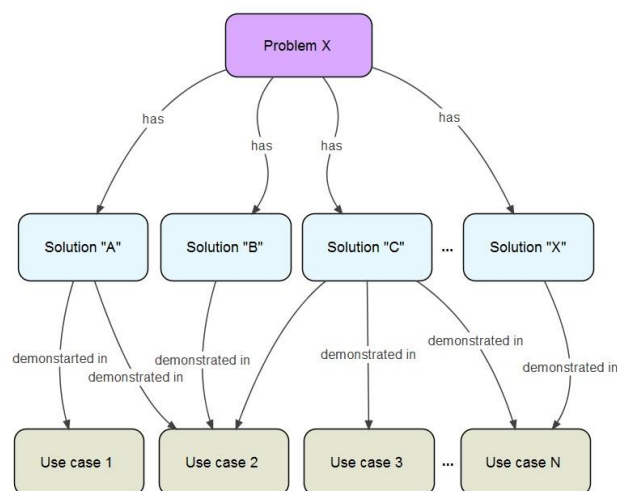 Problem X
has
has
has
has
Solution "A"
Solution "B"
Solution "C"
...
Solution "X"
demonstarted in
demonstrated in
demonstrated in
demonstrated in
demonstrated in
demonstrated in
Use case 1
Use case 2
Use case 3
...
Use case N